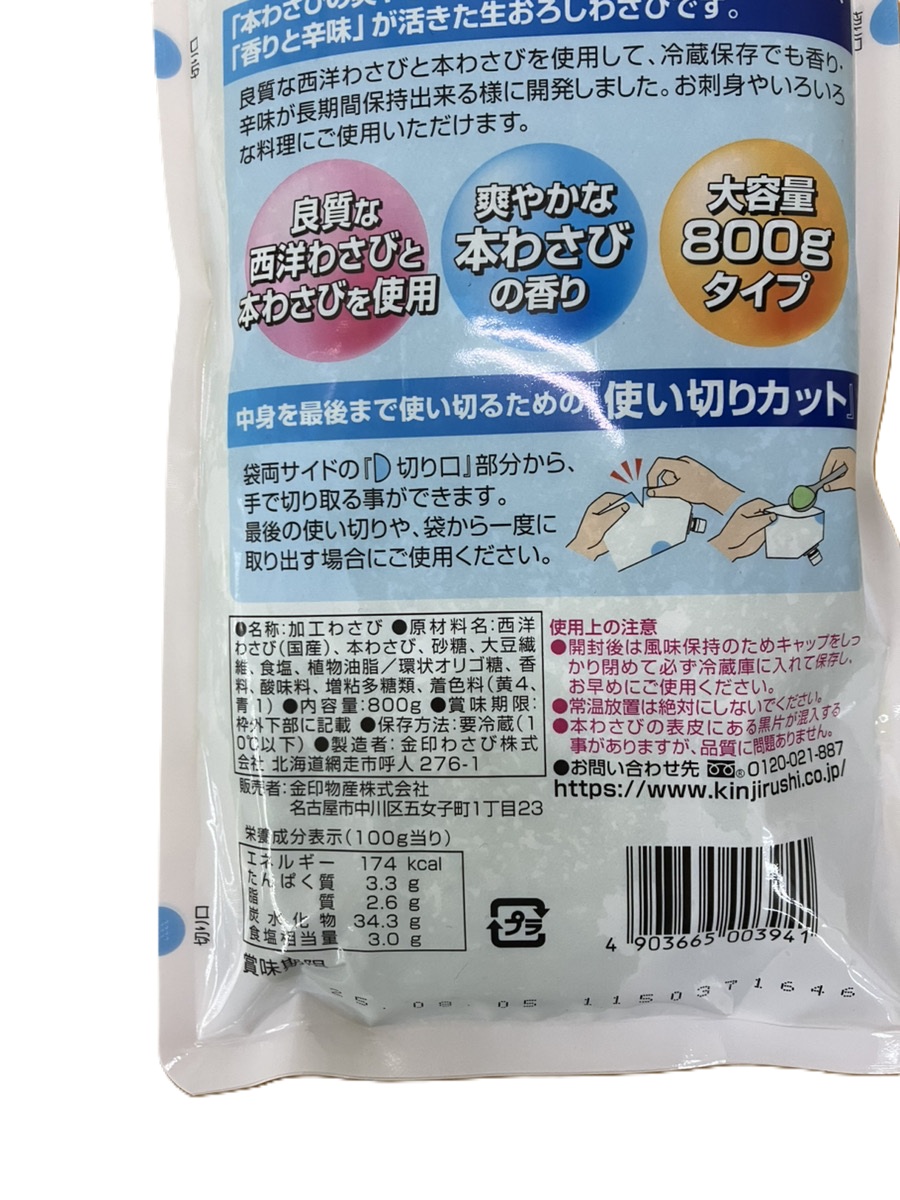 「香りと辛味」が活きた生おろしわさびです。
良質な西洋わさびと本わさびを使用して、冷蔵保存でも香り・
辛味が長期間保持出来る様に開発しました。お刺身やいろいろ
な料理にご使用いただけます。
良質な
西洋わさびと
本わさびを使用
爽やかな
本わさび
の香り
大容量
800g
タイプ
中身を最後まで使い切るための『使い切りカット』
袋両サイドの『切り口』部分から、
手で切り取る事ができます。
最後の使い切りや、袋から一度に
取り出す場合にご使用ください。
●名称:加工わさび ●原材料名:西洋
わさび(国産)、本わさび、砂糖、大豆繊
維、食塩、植物油脂/環状オリゴ糖、香
料、酸味料、増粘多糖類、着色料(黄4、
青1) ●内容量:800g ●賞味期限:
枠外下部に記載 ●保存方法:要冷蔵(1
0℃以下) ●製造者:金印わさび株式
会社 北海道網走市呼人 276-1
販売者:金印物産株式会社
名古屋市中川区五女子町1丁目23
使用上の注意
●開封後は風味保持のためキャップをしっ
かり閉めて必ず冷蔵庫に入れて保存し、
お早めにご使用ください。
●常温放置は絶対にしないでください。
●本わさびの表皮にある黒片が混入する
事がありますが、品質に問題ありません。
●お問い合わせ先 0120-021-887
https://www.kinjirushi.co.jp/
栄養成分表示(100g当り)
エネルギー 174 kcal
たんぱく質 3.3 g
脂質 2.6 g
炭水化物 34.3 g
食塩相当量 3.0 g
プラ
4 903665 003941
賞味期限
25.09.05 1150371646
切り口